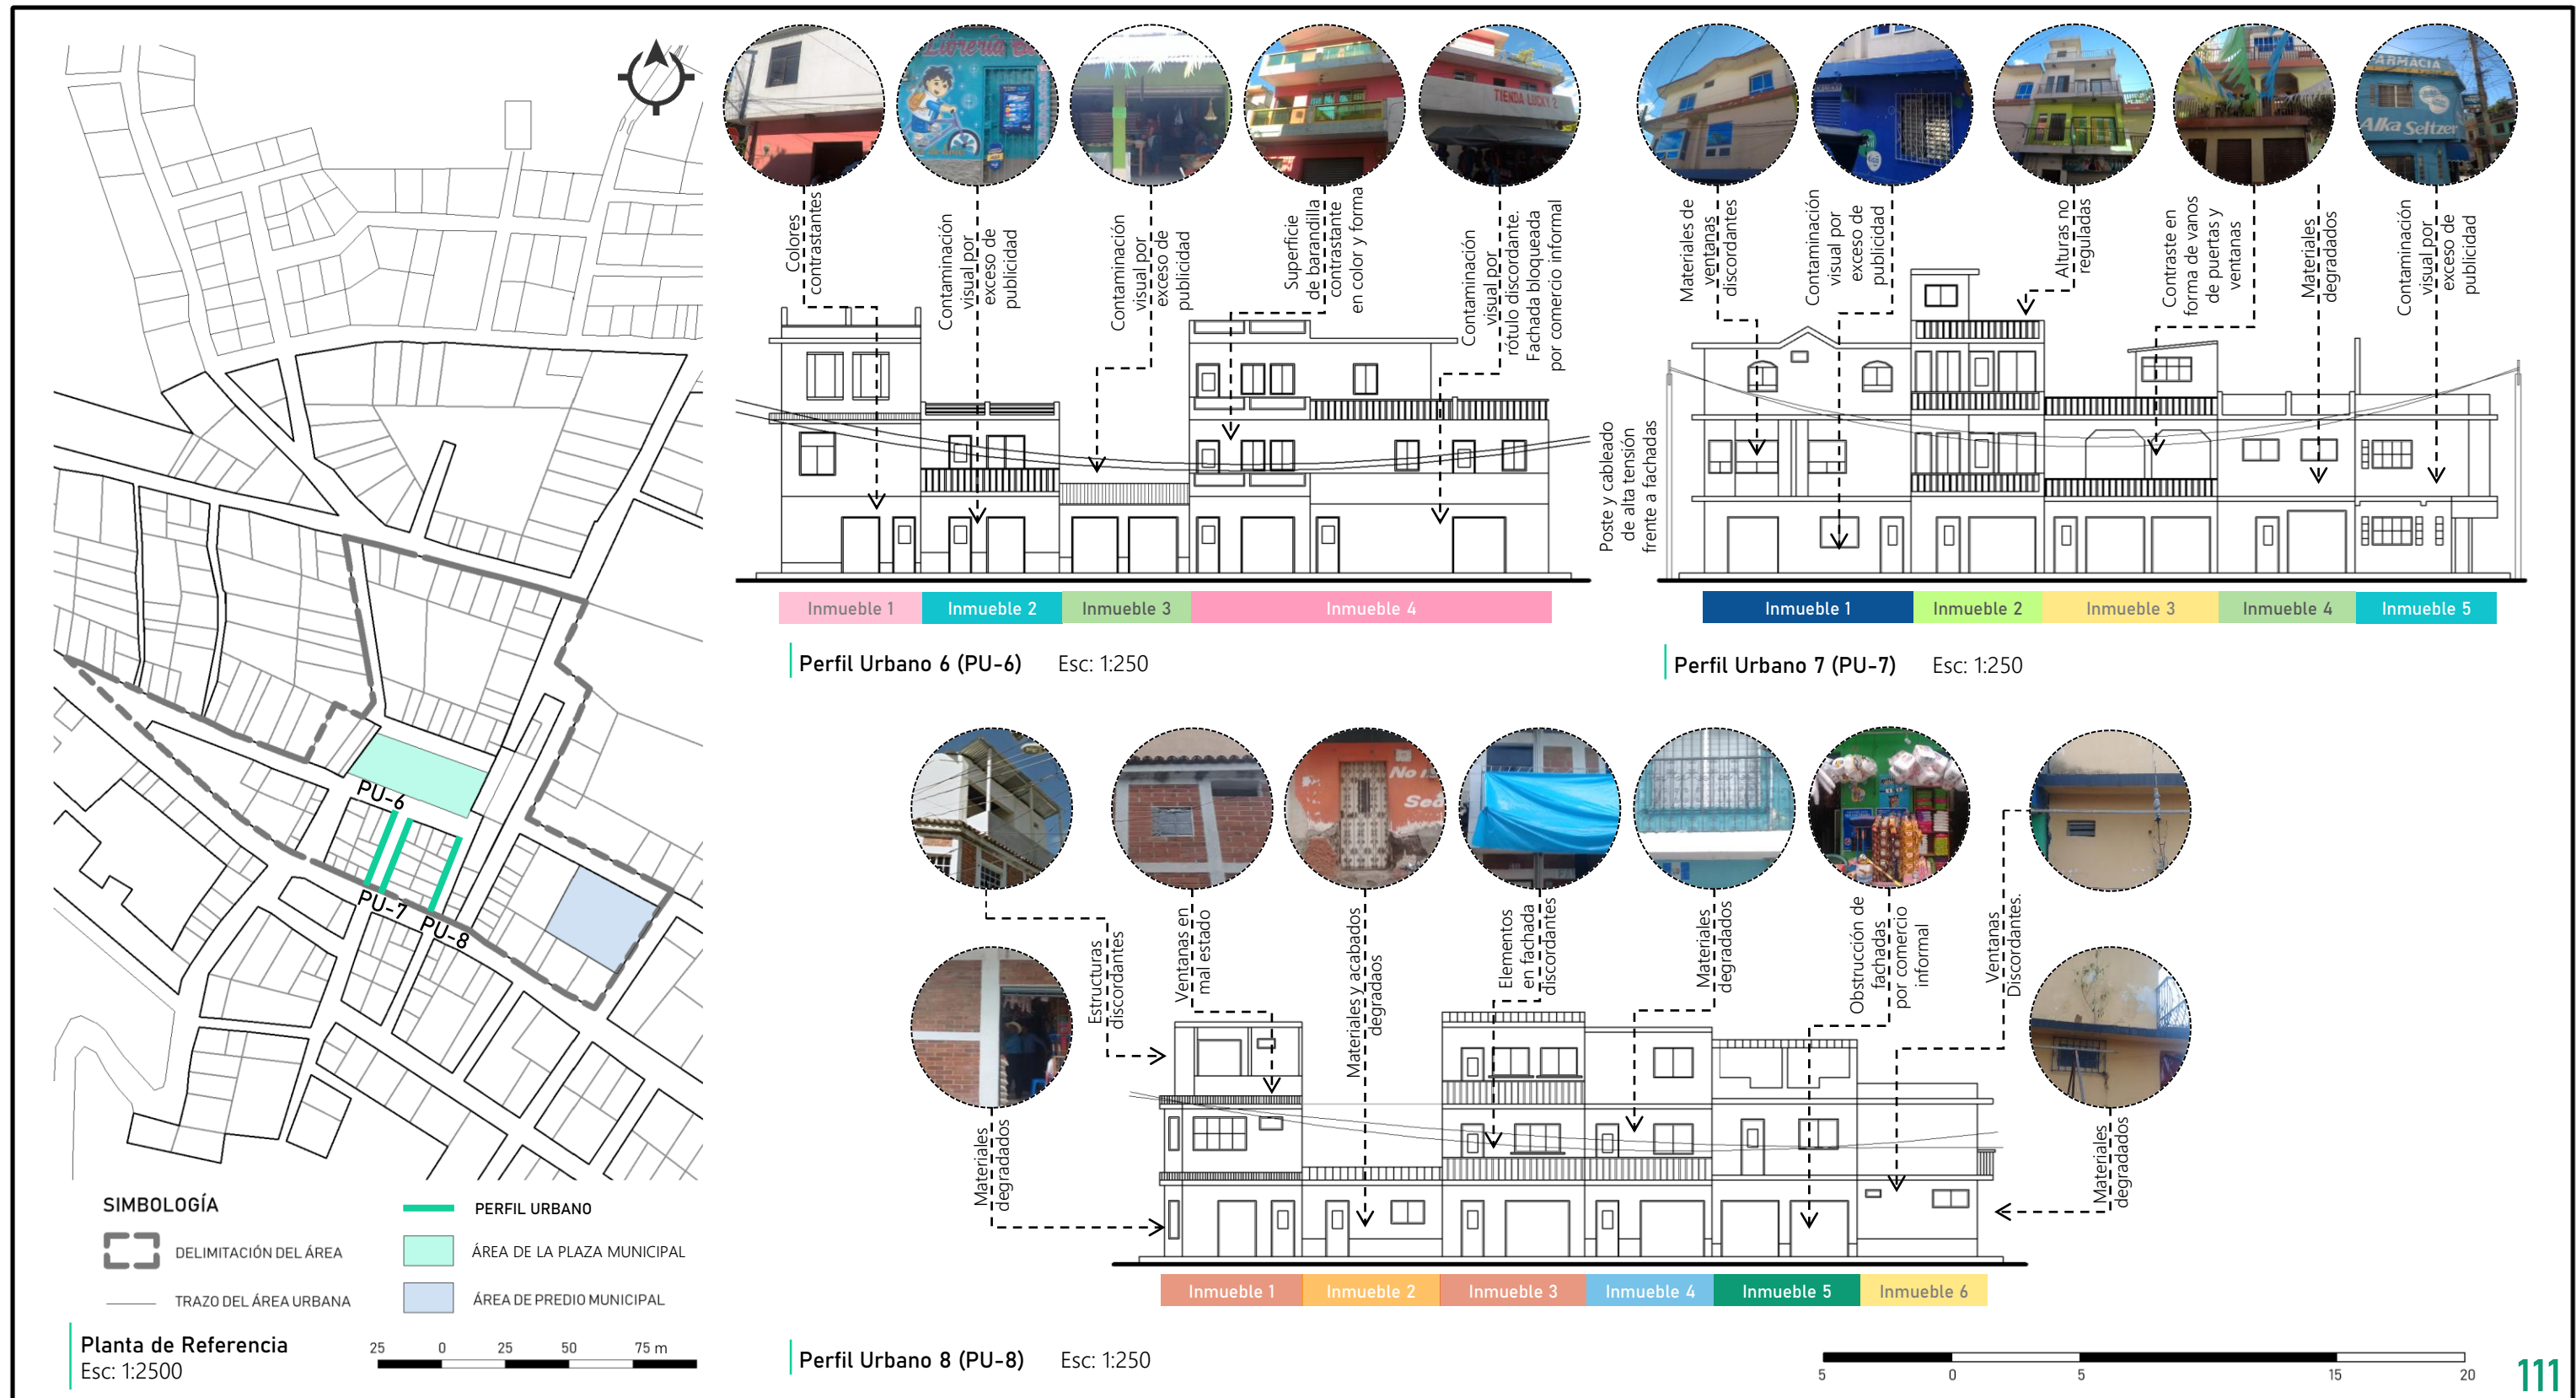 Librería
TIENDA LUCKY 2
FARMACIA
Alka Seltzer
Colores
contrastantes
Contaminación
visual por
exceso de
publicidad
Contaminación
visual por
exceso de
publicidad
Superficie
de barandilla
contrastante
en color y forma
Contaminación
visual por
rótulo discordante.
Fachada bloqueada
por comercio informal
Materiales de
ventanas
discordantes
Contaminación
visual por
exceso de
publicidad
Alturas no
reguladas
Contraste en
forma de vanos
de puertas y
ventanas
Materiales
degradados
Contaminación
visual por
exceso de
publicidad
Poste y cableado
de alta tensión
frente a fachadas
Inmueble 1
Inmueble 2
Inmueble 3
Inmueble 4
Perfil Urbano 6 (PU-6) Esc: 1:250
Inmueble 1
Inmueble 2
Inmueble 3
Inmueble 4
Inmueble 5
Perfil Urbano 7 (PU-7) Esc: 1:250
PU-6
PU-7
PU-8
No
Estructuras
discordantes
Materiales
degradados
Ventanas en
mal estado
Materiales y acabados
degradados
Elementos
en fachada
discordantes
Materiales
degradados
Obstrucción de
fachadas
por comercio
informal
Ventanas
Discordantes.
Materiales
degradados
Inmueble 1
Inmueble 2
Inmueble 3
Inmueble 4
Inmueble 5
Inmueble 6
Perfil Urbano 8 (PU-8) Esc: 1:250
SIMBOLOGÍA
DELIMITACIÓN DEL ÁREA
TRAZO DEL ÁREA URBANA
PERFIL URBANO
ÁREA DE LA PLAZA MUNICIPAL
ÁREA DE PREDIO MUNICIPAL
Planta de Referencia
Esc: 1:2500
25 0 25 50 75 m
5 0 5 15 20
111